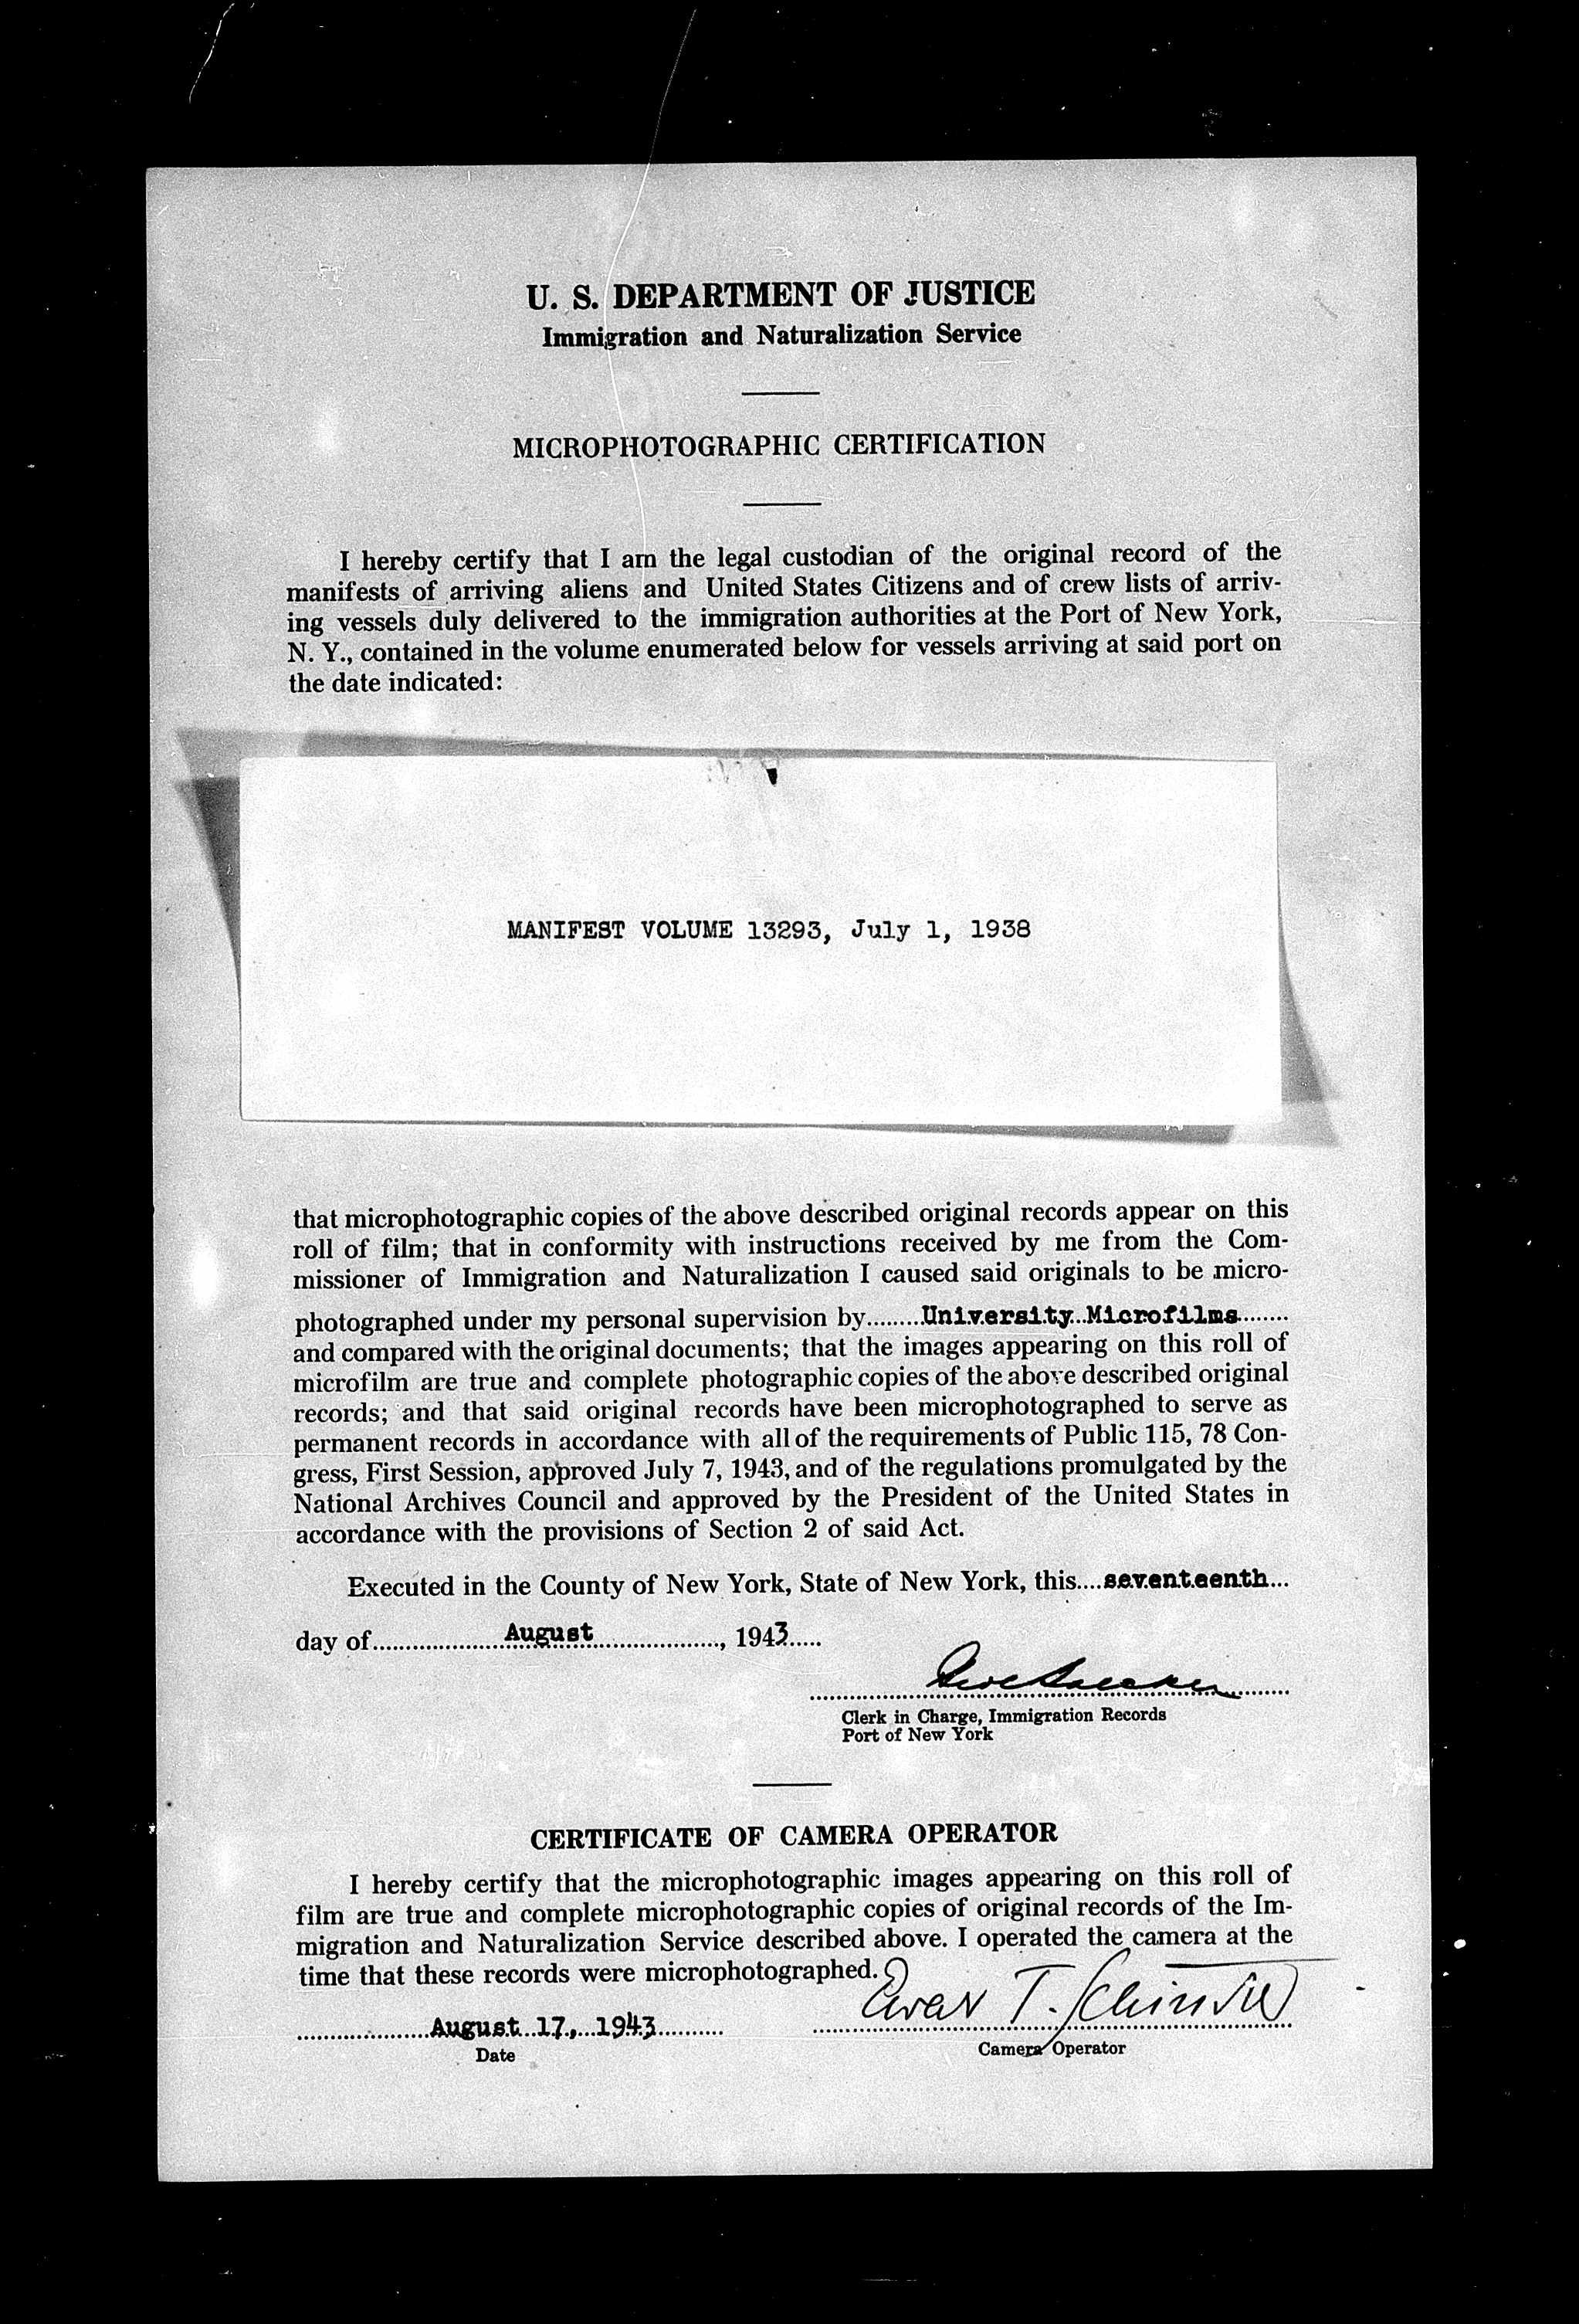 U. S. DEPARTMENT OF JUSTICE
Immigration and Naturalization Service
MICROPHOTOGRAPHIC CERTIFICATION
I hereby certify that I am the legal custodian of the original record of the
manifests of arriving aliens and United States Citizens and of crew lists of arriv-
ing vessels duly delivered to the immigration authorities at the Port of New York,
N. Y., contained in the volume enumerated below for vessels arriving at said port on
the date indicated:
MANIFEST VOLUME 13293, July 1, 1938
that microphotographic copies of the above described original records appear on this
roll of film; that in conformity with instructions received by me from the Com-
missioner of Immigration and Naturalization I caused said originals to be micro-
photographed under my personal supervision by........University Microfilms........
and compared with the original documents; that the images appearing on this roll of
microfilm are true and complete photographic copies of the above described original
records; and that said original records have been microphotographed to serve as
permanent records in accordance with all of the requirements of Public 115, 78 Con-
gress, First Session, approved July 7, 1943, and of the regulations promulgated by the
National Archives Council and approved by the President of the United States in
accordance with the provisions of Section 2 of said Act.
Executed in the County of New York, State of New York, this....seventeenth...
day of....................August...................., 1943.....
Clerk in Charge, Immigration Records
Port of New York
CERTIFICATE OF CAMERA OPERATOR
I hereby certify that the microphotographic images appearing on this roll of
film are true and complete microphotographic copies of original records of the Im-
migration and Naturalization Service described above. I operated the camera at the
time that these records were microphotographed.
T.
August 17, 1943
Date
Camera Operator